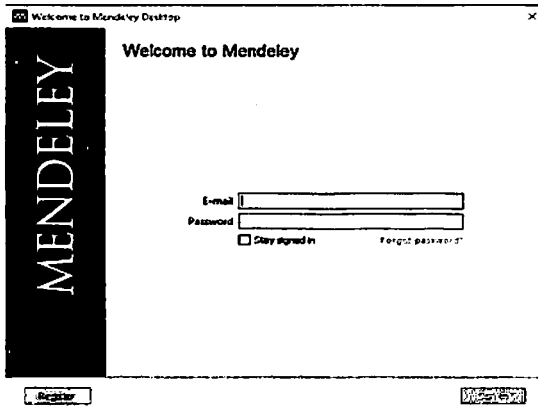 Welcome to Mendeley Desktop
Welcome to Mendeley
MENDELEY
E-mail
Password
Stay signed in
Forgot password?
Register